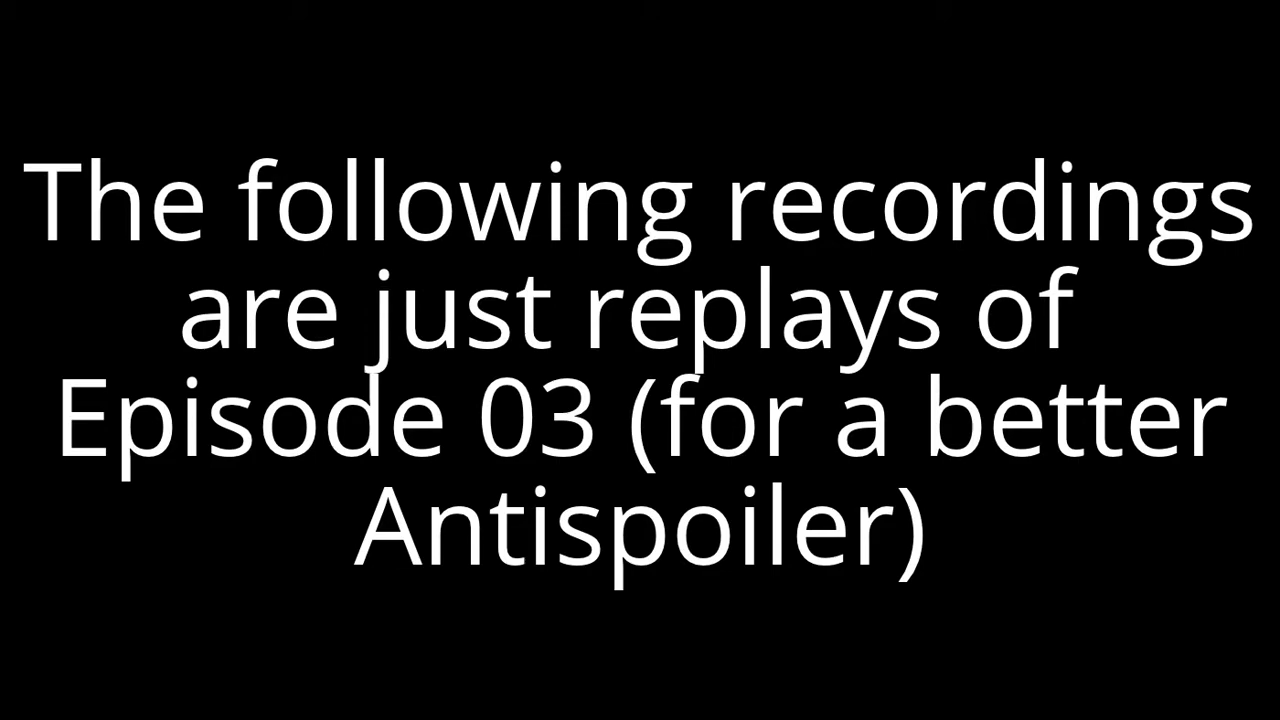 The following recordings
are just replays of
Episode 03 (for a better
Antispoiler)